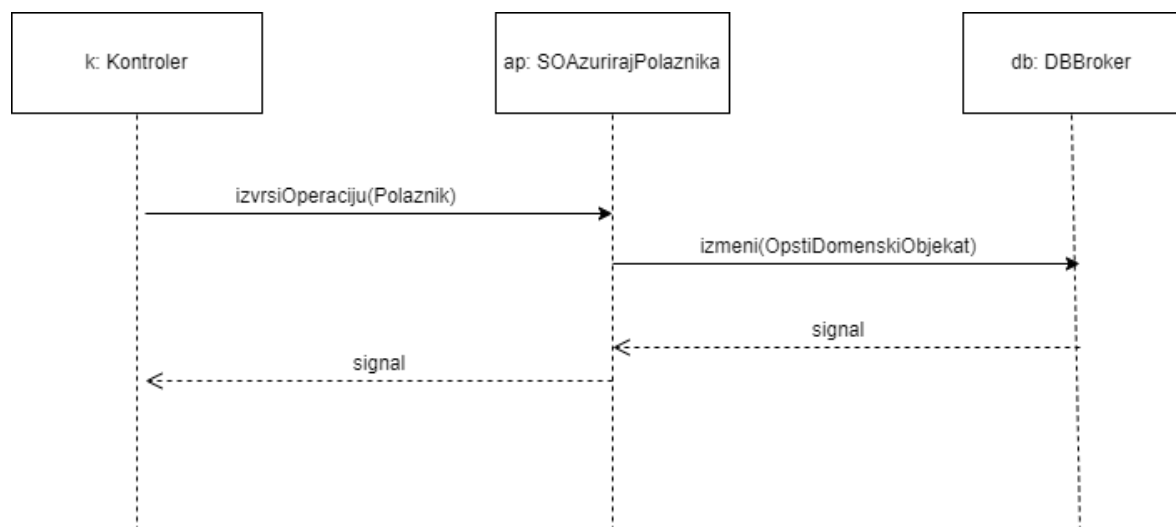 k: Kontroler
ap: SOAzurirajPolaznika
db: DBBroker
izvrsiOperaciju(Polaznik)
izmeni(OpstiDomenskiObjekat)
signal
signal